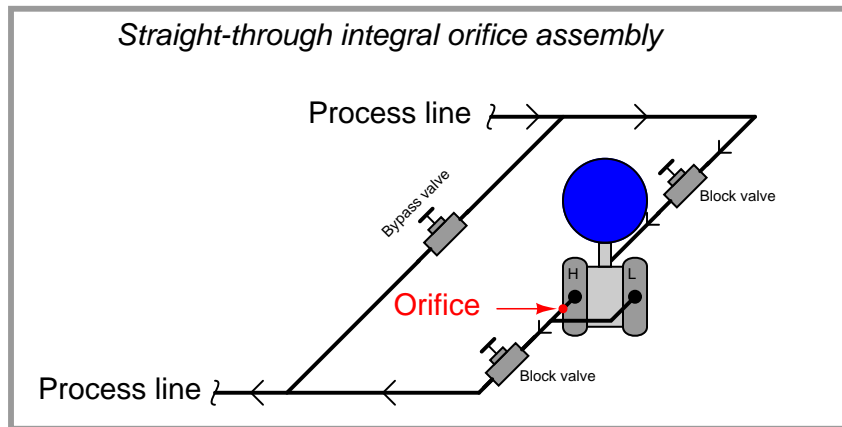 Straight-through integral orifice assembly
Process line
Bypass valve
Block valve
H
L
Orifice
Process line
Block valve